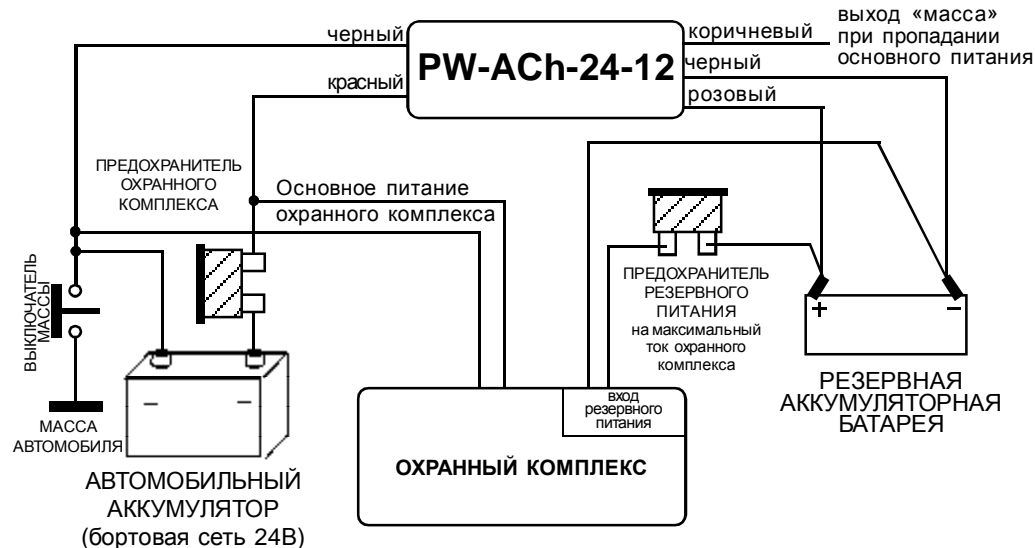 черный
красный
PW-ACh-24-12
коричневый
черный
розовый
выход «масса»
при пропадании
основного питания
ПРЕДОХРАНИТЕЛЬ
ОХРАННОГО
КОМПЛЕКСА
Основное питание
охранного комплекса
ВЫКЛЮЧАТЕЛЬ
МАССЫ
МАССА
АВТОМОБИЛЯ
АВТОМОБИЛЬНЫЙ
АККУМУЛЯТОР
(бортовая сеть 24В)
ПРЕДОХРАНИТЕЛЬ
РЕЗЕРВНОГО
ПИТАНИЯ
на максимальный
ток охранного
комплекса
+ –
РЕЗЕРВНАЯ
АККУМУЛЯТОРНАЯ
БАТАРЕЯ
вход
резервного
питания
ОХРАННЫЙ КОМПЛЕКС